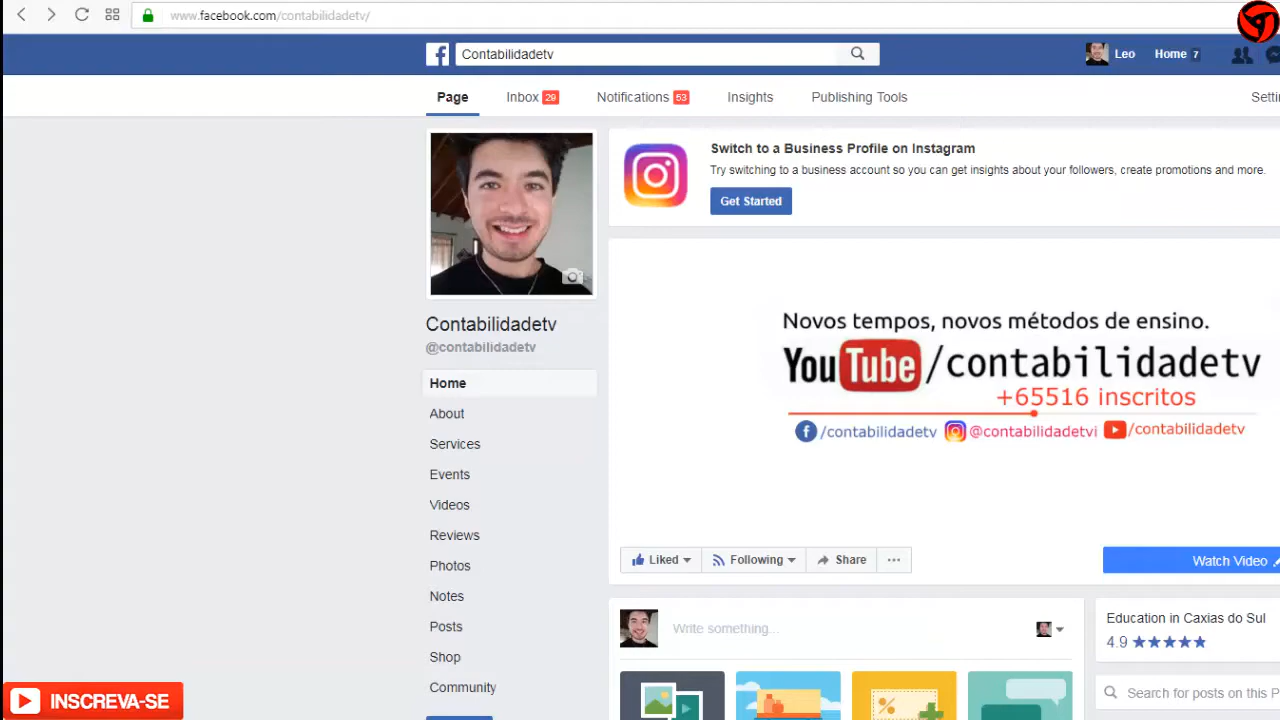 www.facebook.com/contabilidadetv/
Contabilidadetv
Leo
Home 7
Page
Inbox 29
Notifications 53
Insights
Publishing Tools
Switch to a Business Profile on Instagram
Try switching to a business account so you can get insights about your followers, create promotions and more.
Get Started
Contabilidadetv
@contabilidadetv
Home
About
Services
Events
Videos
Reviews
Photos
Notes
Posts
Shop
Community
Novos tempos, novos métodos de ensino.
YouTube/contabilidadetv
+65516 inscritos
/contabilidadetv @contabilidadetvi /contabilidadetv
Liked
Following
Share
Watch Video
Write something...
Education in Caxias do Sul
4.9
Search for posts on this
INSCREVA-SE